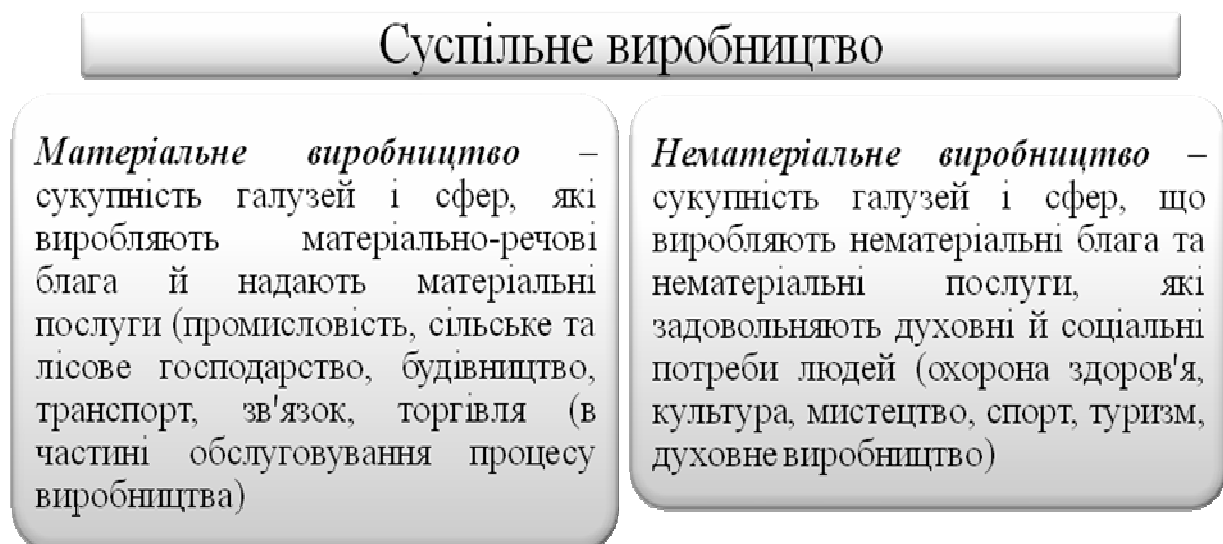 Суспільне виробництво
Матеріальне виробництво –
сукупність галузей і сфер, які
виробляють матеріально-речові
блага й надають матеріальні
послуги (промисловість, сільське та
лісове господарство, будівництво,
транспорт, зв'язок, торгівля (в
частині обслуговування процесу
виробництва)
Нематеріальне виробництво –
сукупність галузей і сфер, що
виробляють нематеріальні блага та
нематеріальні послуги, які
задовольняють духовні й соціальні
потреби людей (охорона здоров'я,
культура, мистецтво, спорт, туризм,
духовне виробництво)